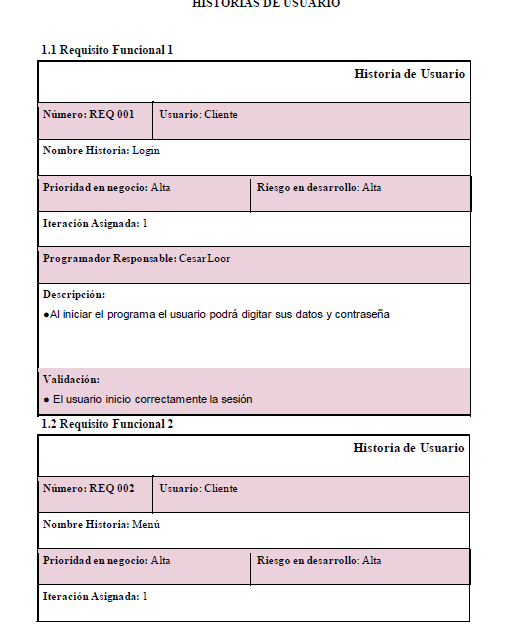 HISTORIAS DE USUARIO
1.1 Requisito Funcional 1
Historia de Usuario
Número: REQ 001 Usuario: Cliente
Nombre Historia: Login
Prioridad en negocio: Alta Riesgo en desarrollo: Alta
Iteración Asignada: 1
Programador Responsable: Cesar Loor
Descripción:
●Al iniciar el programa el usuario podrá digitar sus datos y contraseña
Validación:
● El usuario inicio correctamente la sesión
1.2 Requisito Funcional 2
Historia de Usuario
Número: REQ 002 Usuario: Cliente
Nombre Historia: Menú
Prioridad en negocio: Alta Riesgo en desarrollo: Alta
Iteración Asignada: 1